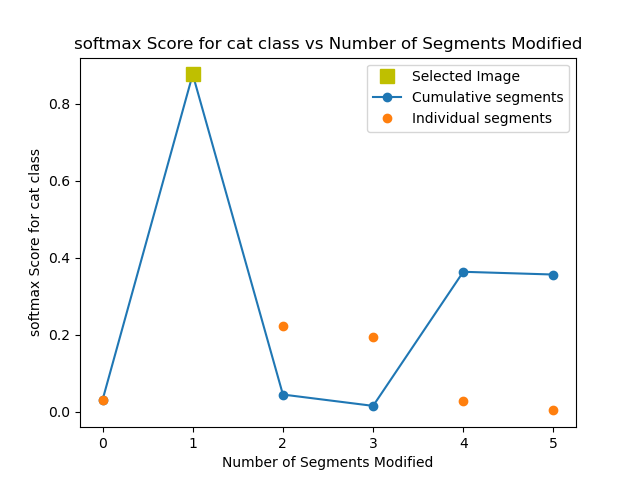 softmax Score for cat class vs Number of Segments Modified
Selected Image
Cumulative segments
Individual segments
softmax Score for cat class
0.8
0.6
0.4
0.2
0.0
0 1 2 3 4 5
Number of Segments Modified